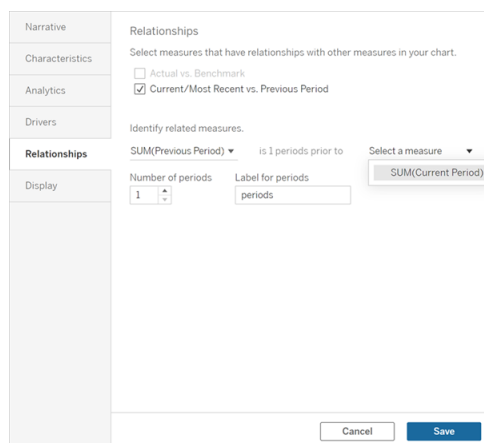 Narrative
Characteristics
Analytics
Drivers
Relationships
Display
Relationships
Select measures that have relationships with other measures in your chart.
Actual vs. Benchmark
Current/Most Recent vs. Previous Period
Identify related measures.
SUM(Previous Period) is 1 periods prior to Select a measure
SUM(Current Period)
Number of periods Label for periods
1 periods
Cancel Save